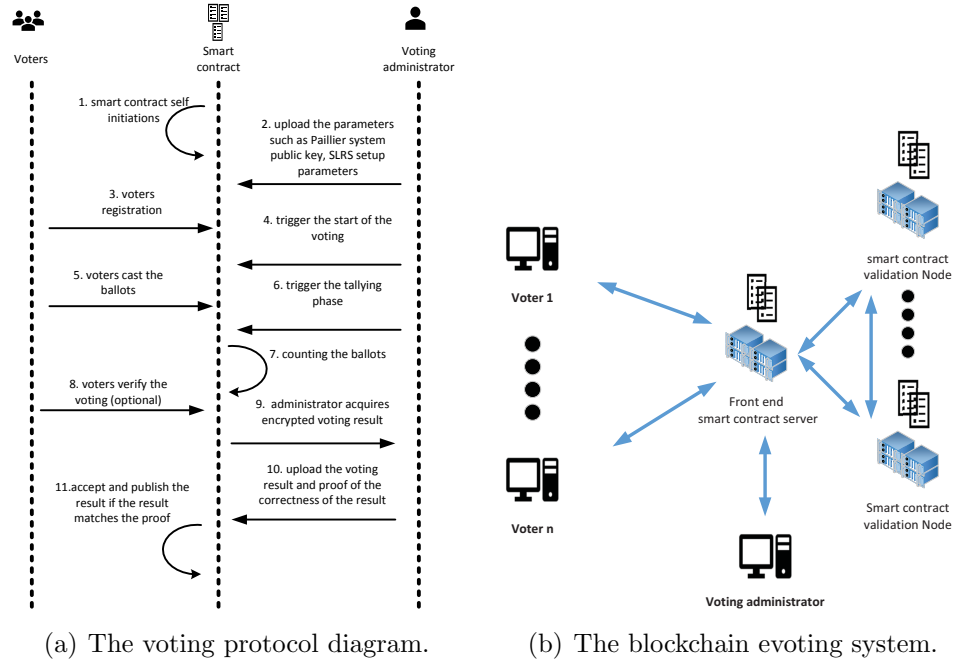 Voters
Smart
contract
Voting
administrator
1. smart contract self
initiations
2. upload the parameters
such as Paillier system
public key, SLRS setup
parameters
3. voters
registration
4. trigger the start of the
voting
5. voters cast the
ballots
6. trigger the tallying
phase
7. counting the ballots
8. voters verify the
voting (optional)
9. administrator acquires
encrypted voting result
10. upload the voting
result and proof of the
correctness of the result
11.accept and publish the
result if the result
matches the proof
(a) The voting protocol diagram.
smart contract
validation Node
Voter 1
Front end
smart contract server
Voter n
Smart contract
validation Node
Voting administrator
(b) The blockchain evoting system.